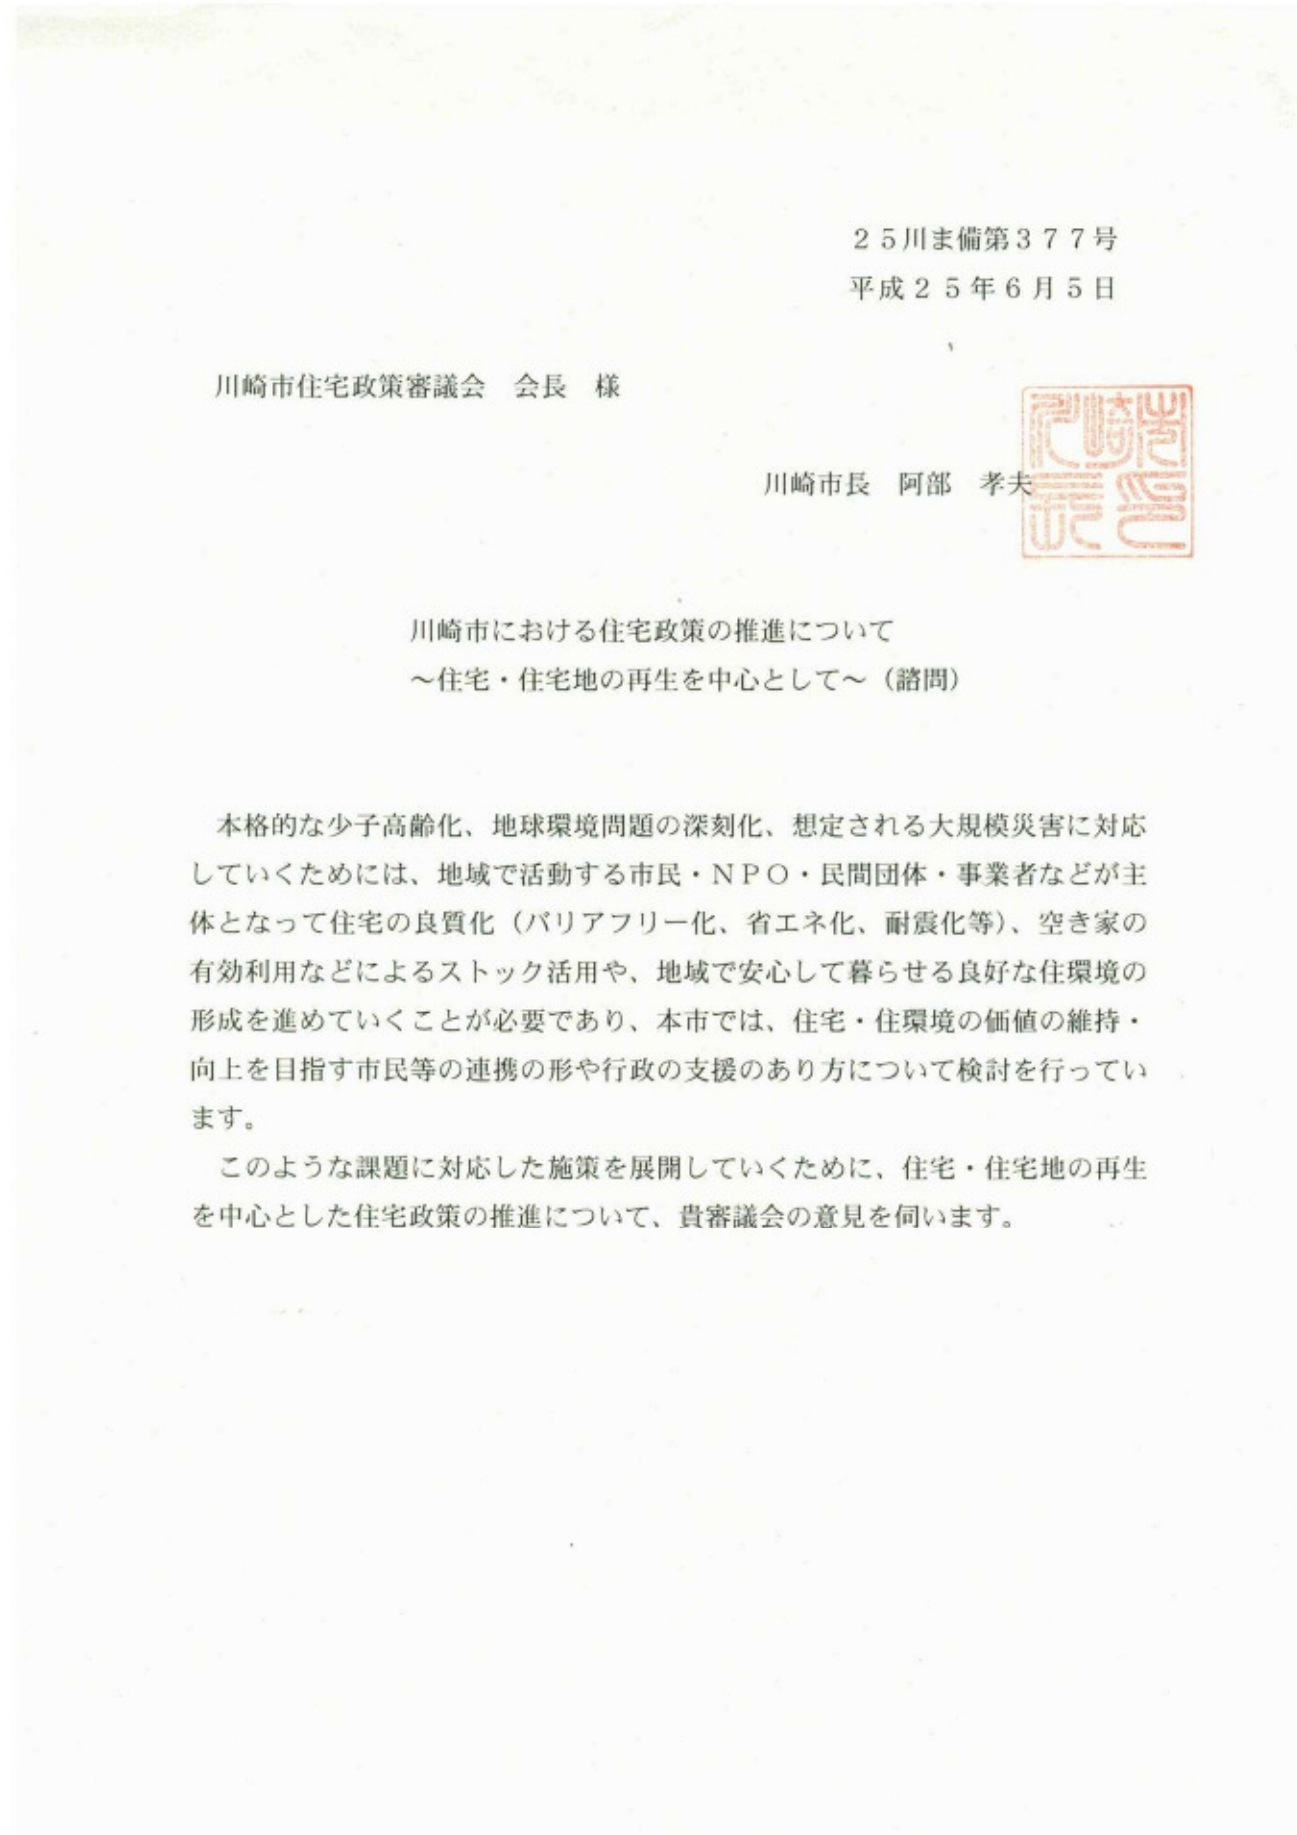 ２５川ま備第３７７号
平成２５年６月５日
川崎市住宅政策審議会　会長　様
川崎市長　阿部　孝夫
川崎市長印
川崎市における住宅政策の推進について
～住宅・住宅地の再生を中心として～（諮問）
本格的な少子高齢化、地球環境問題の深刻化、想定される大規模災害に対応
していくためには、地域で活動する市民・ＮＰＯ・民間団体・事業者などが主
体となって住宅の良質化（バリアフリー化、省エネ化、耐震化等）、空き家の
有効利用などによるストック活用や、地域で安心して暮らせる良好な住環境の
形成を進めていくことが必要であり、本市では、住宅・住環境の価値の維持・
向上を目指す市民等の連携の形や行政の支援のあり方について検討を行ってい
ます。
このような課題に対応した施策を展開していくために、住宅・住宅地の再生
を中心とした住宅政策の推進について、貴審議会の意見を伺います。